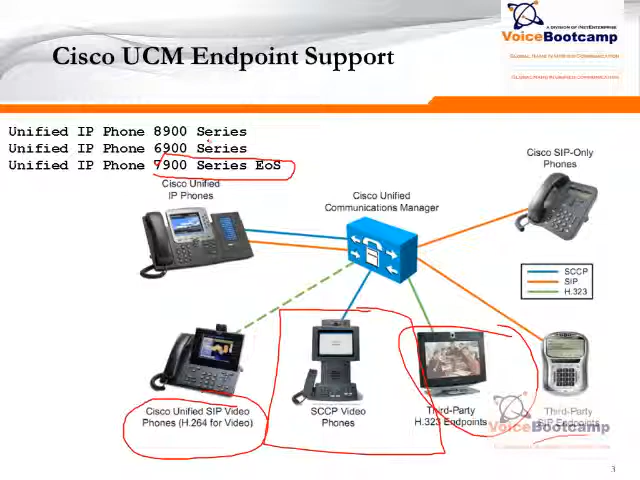 A DIVISION OF NETENTERPRISE
VoiceBootcamp
Cisco UCM Endpoint Support
Unified IP Phone 8900 Series
Unified IP Phone 6900 Series
Unified IP Phone 7900 Series EoS
Cisco Unified
IP Phones
Cisco Unified
Communications Manager
Cisco SIP-Only
Phones
SCCP
SIP
H.323
Cisco Unified SIP Video
Phones (H.264 for Video)
SCCP Video
Phones
Third-Party
H.323 Endpoints
Third-Party
SIP Endpoints
VoiceBootcamp
3